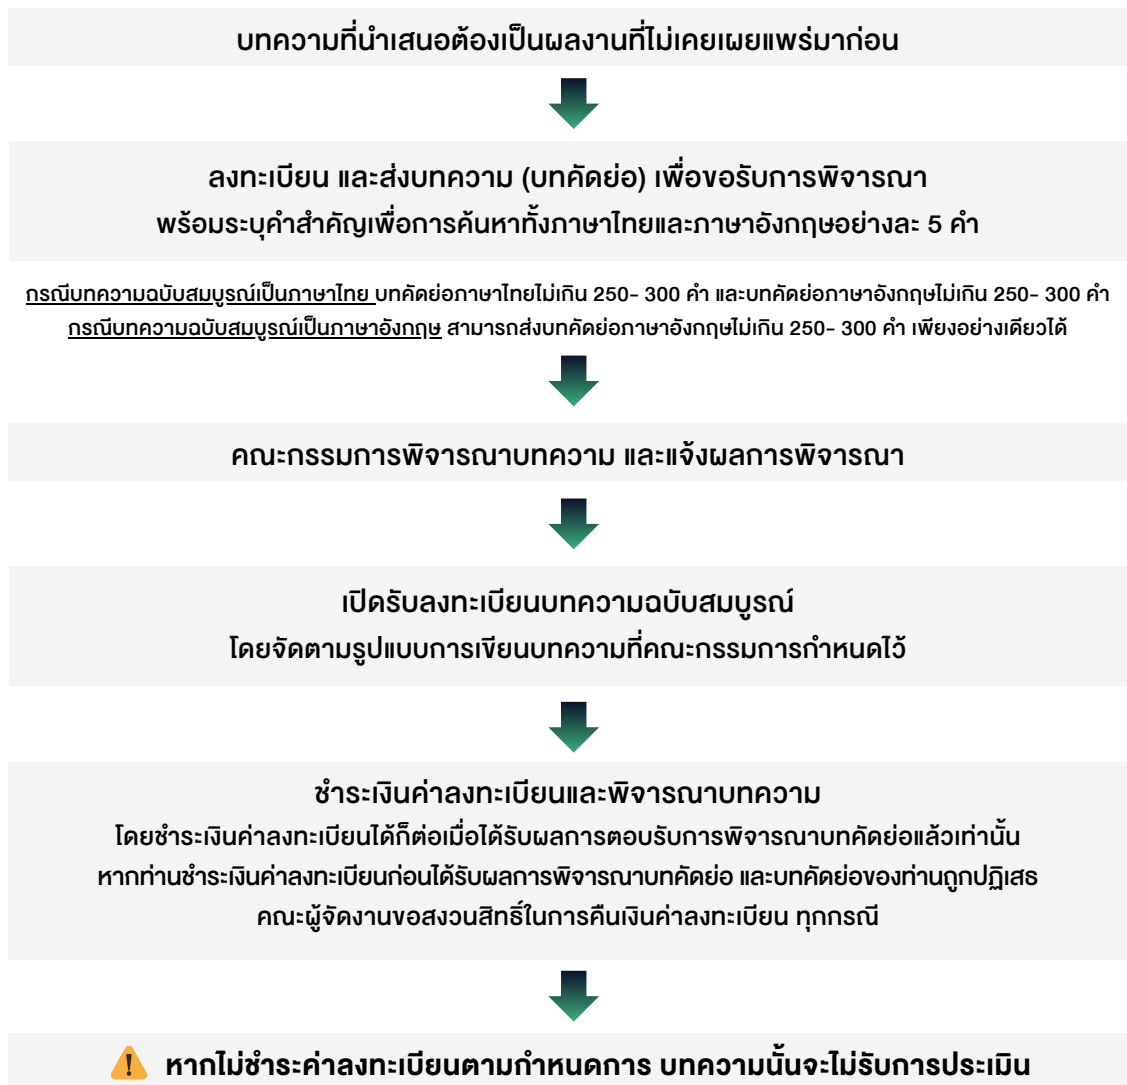 บทความที่นำเสนอต้องเป็นผลงานที่ไม่เคยเผยแพร่มาก่อน
ลงทะเบียน และส่งบทความ (บทคัดย่อ) เพื่อขอรับการพิจารณา
พร้อมระบุคำสำคัญเพื่อการค้นหาทั้งภาษาไทยและภาษาอังกฤษอย่างละ 5 คำ
กรณีบทความฉบับสมบูรณ์เป็นภาษาไทย บทคัดย่อภาษาไทยไม่เกิน 250- 300 คำ และบทคัดย่อภาษาอังกฤษไม่เกิน 250- 300 คำ
กรณีบทความฉบับสมบูรณ์เป็นภาษาอังกฤษ สามารถส่งบทคัดย่อภาษาอังกฤษไม่เกิน 250- 300 คำ เพียงอย่างเดียวได้
คณะกรรมการพิจารณาบทความ และแจ้งผลการพิจารณา
เปิดรับลงทะเบียนบทความฉบับสมบูรณ์
โดยจัดตามรูปแบบการเขียนบทความที่คณะกรรมการกำหนดไว้
ชำระเงินค่าลงทะเบียนและพิจารณาบทความ
โดยชำระเงินค่าลงทะเบียนได้ก็ต่อเมื่อได้รับผลการตอบรับการพิจารณาบทคัดย่อแล้วเท่านั้น
หากท่านชำระเงินค่าลงทะเบียนก่อนได้รับผลการพิจารณาบทคัดย่อ และบทคัดย่อของท่านถูกปฏิเสธ
คณะผู้จัดงานขอสงวนสิทธิ์ในการคืนเงินค่าลงทะเบียน ทุกกรณี
หากไม่ชำระค่าลงทะเบียนตามกำหนดการ บทความนั้นจะไม่รับการประเมิน